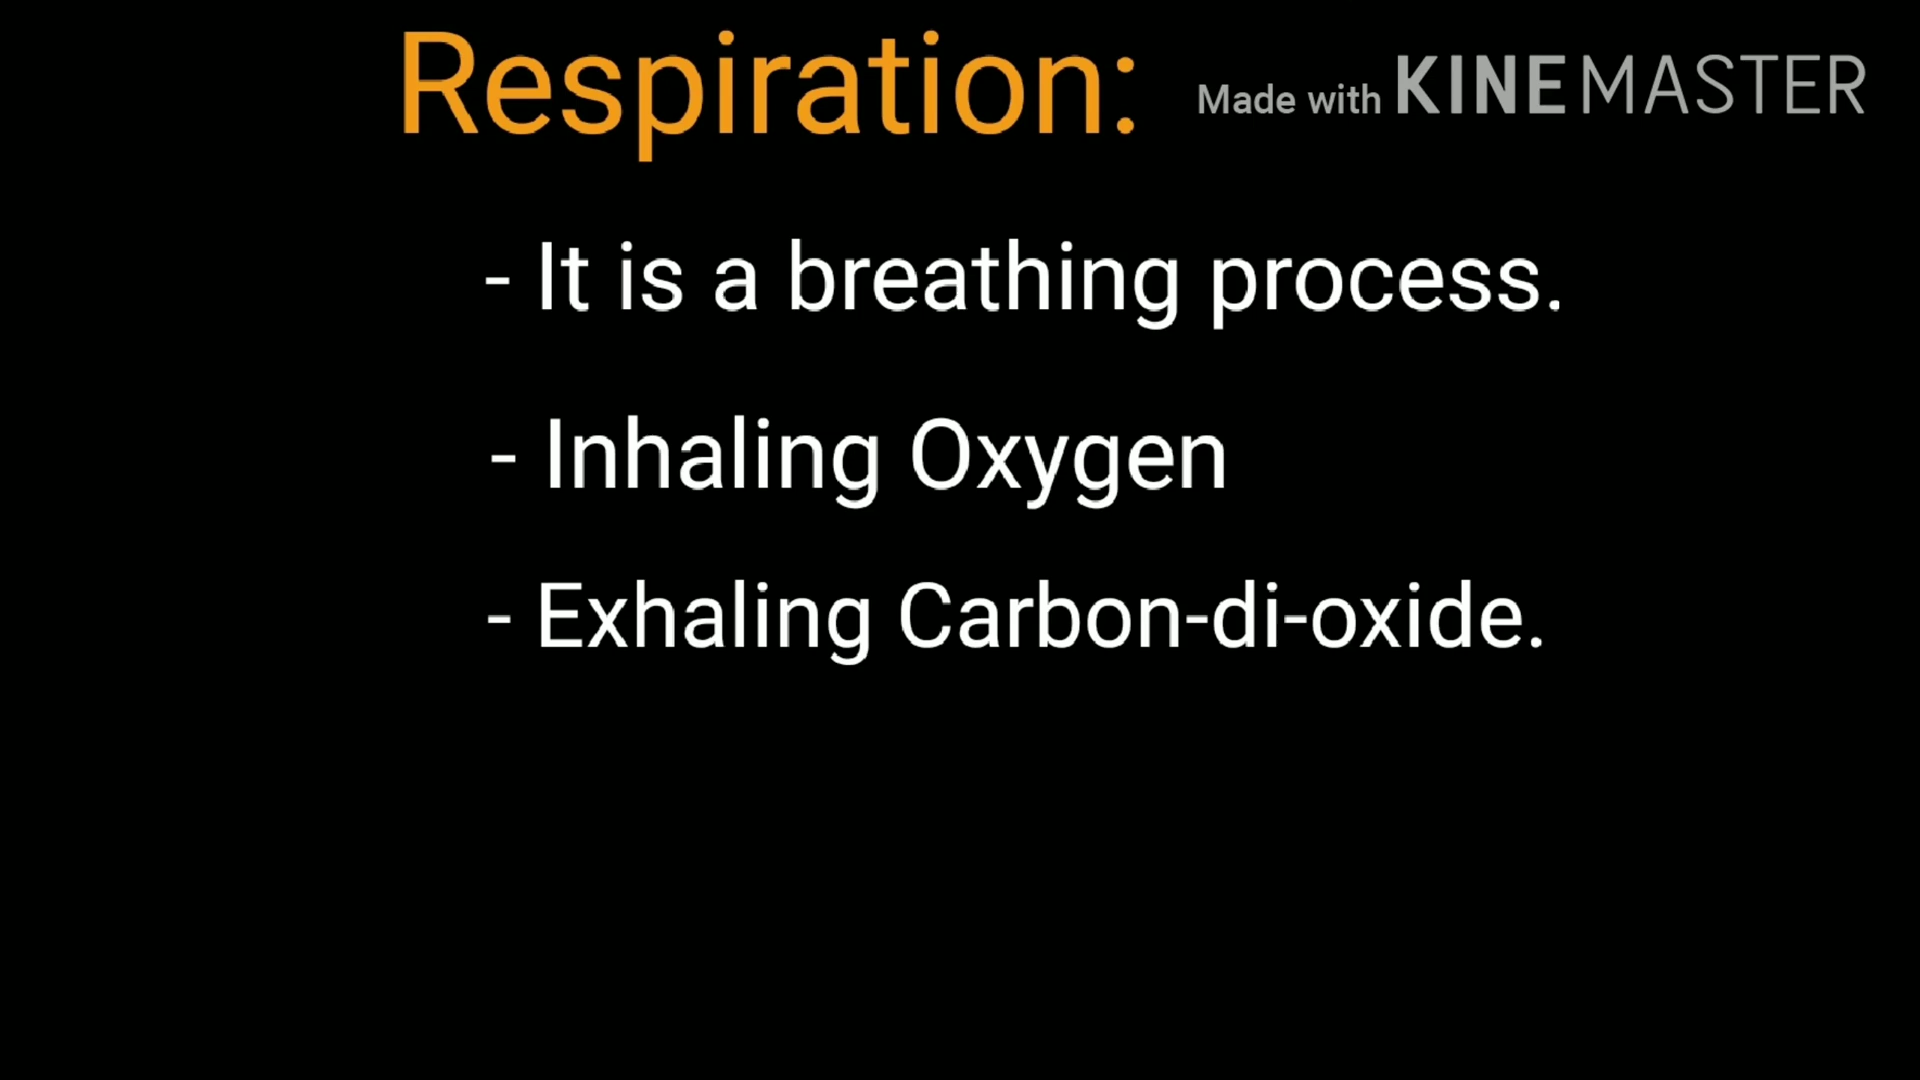 Respiration:
Made with KINEMASTER
- It is a breathing process.
- Inhaling Oxygen
- Exhaling Carbon-di-oxide.